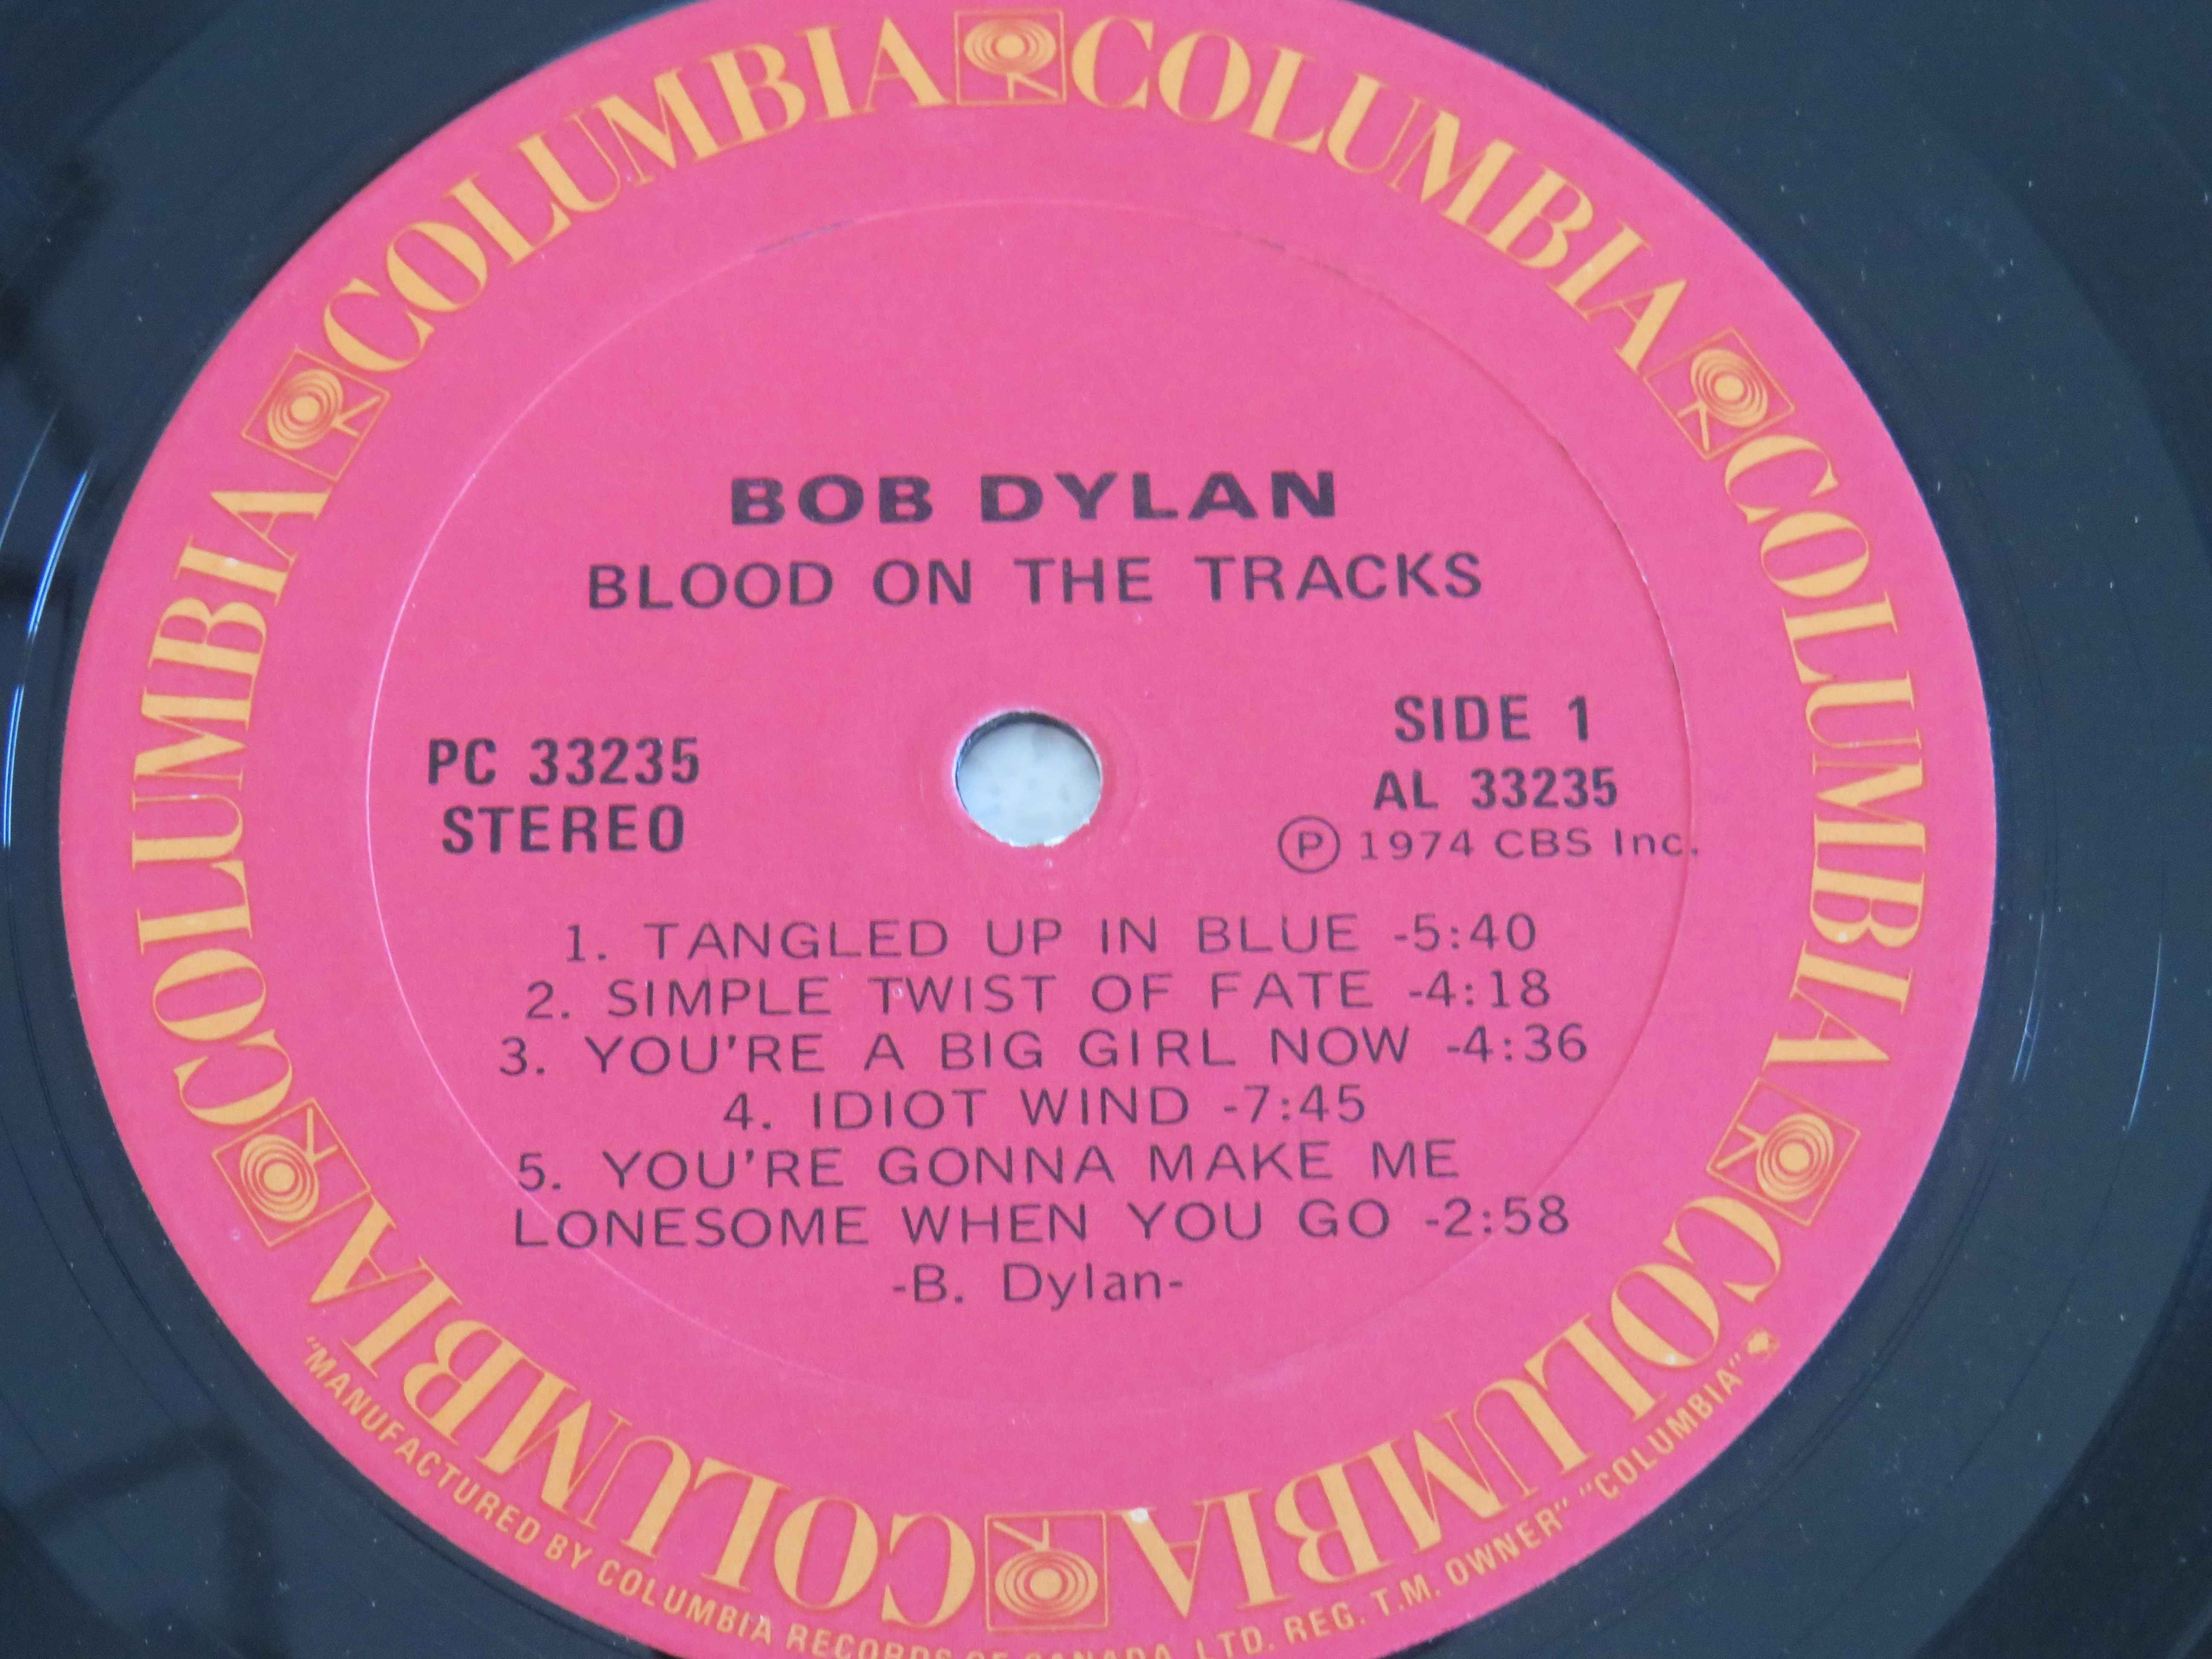 COLUMBIA COLUMBIA COLUMBIA COLUMBIA COLUMBIA COLUMBIA
BOB DYLAN
BLOOD ON THE TRACKS
PC 33235
STEREO
SIDE 1
AL 33235
Ⓟ 1974 CBS Inc.
1. TANGLED UP IN BLUE -5:40
2. SIMPLE TWIST OF FATE -4:18
3. YOU'RE A BIG GIRL NOW -4:36
4. IDIOT WIND -7:45
5. YOU'RE GONNA MAKE ME
LONESOME WHEN YOU GO -2:58
-B. Dylan-
"MANUFACTURED BY COLUMBIA RECORDS OF CANADA, LTD. REG. T.M. OWNER" "COLUMBIA"